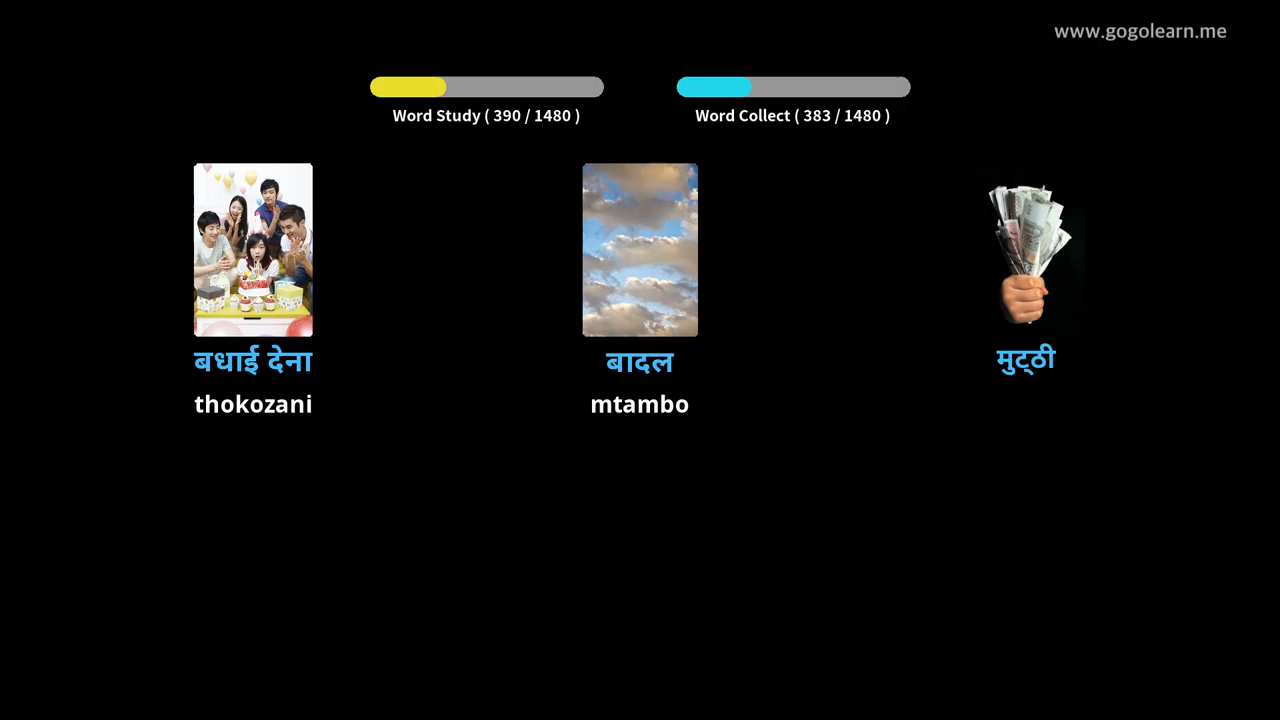 www.gogolearn.me
Word Study ( 390 / 1480 )
Word Collect ( 383 / 1480 )
बधाई देना
बादल
मुट्ठी
thokozani
mtambo